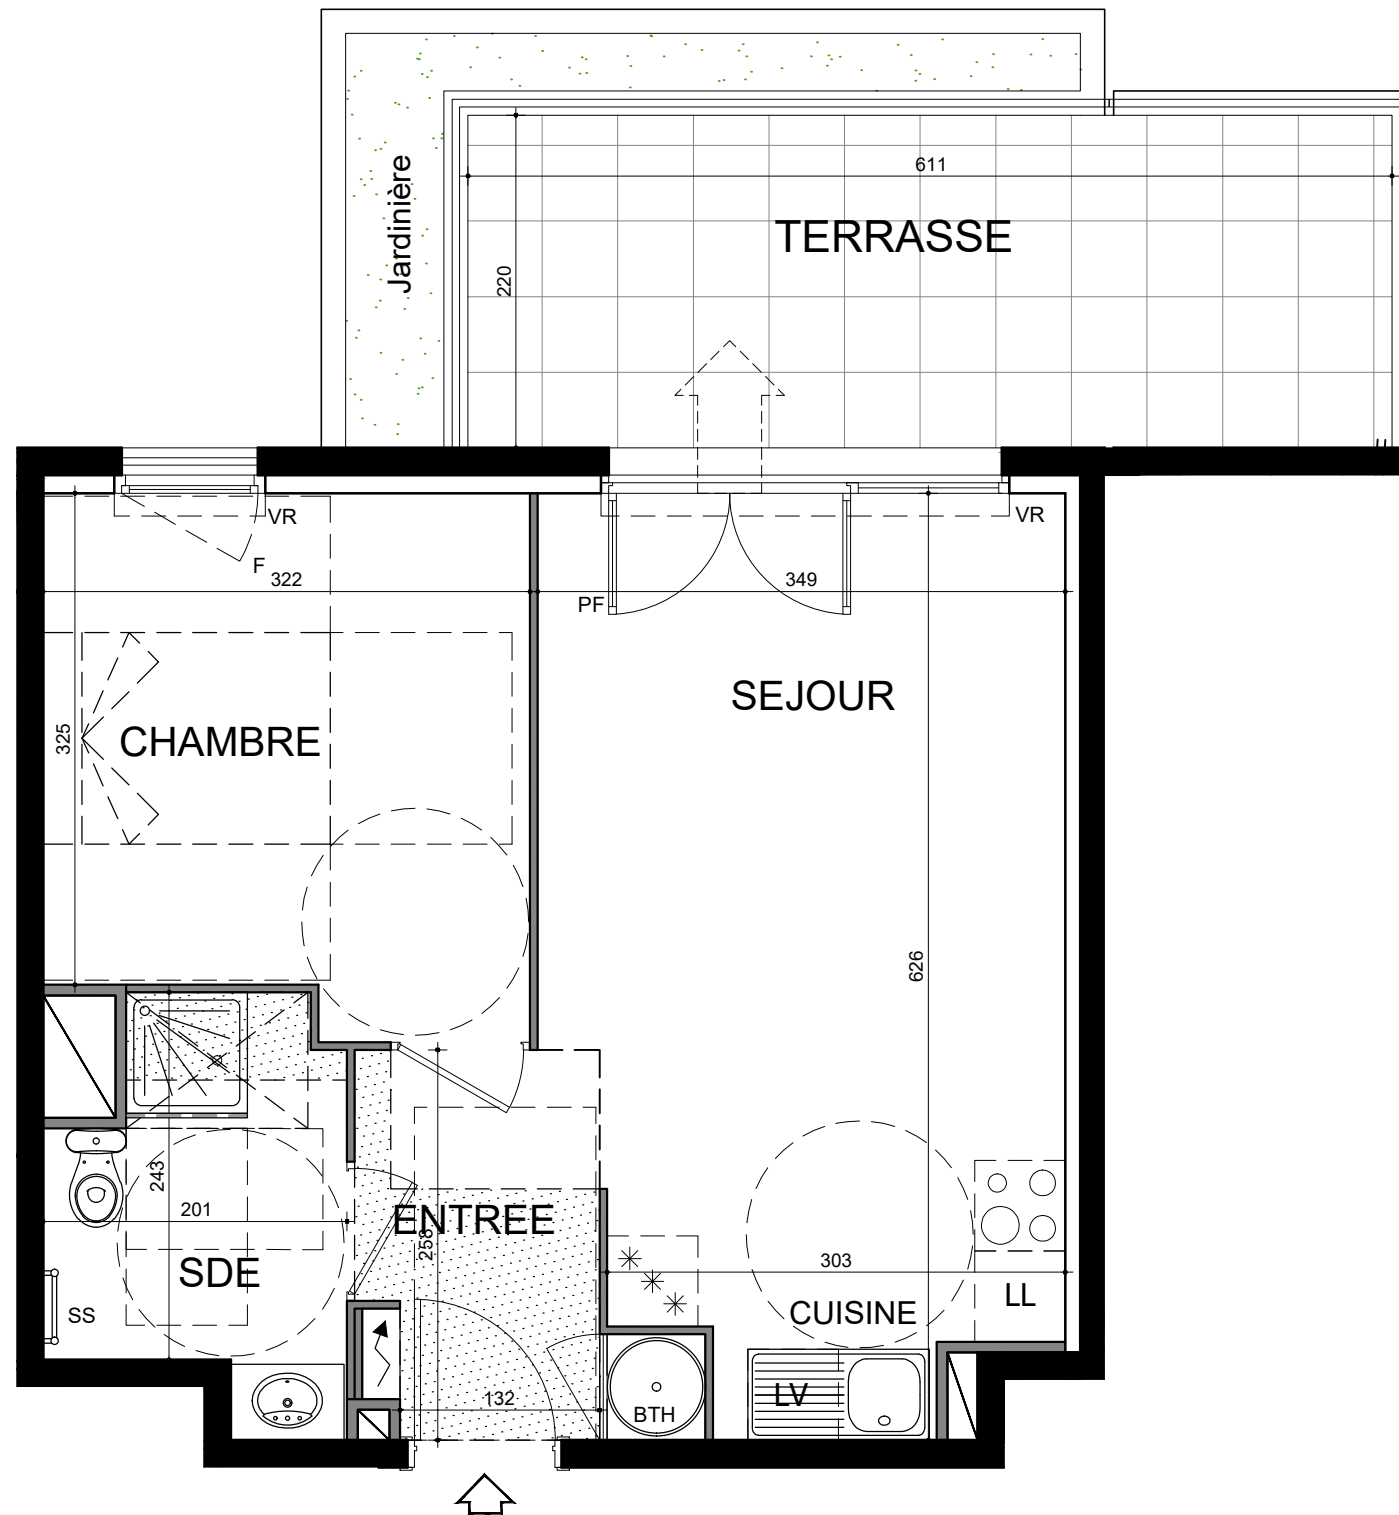 611
TERRASSE
Jardinière
220
VR
VR
F
322
349
PF
SEJOUR
325
CHAMBRE
626
243
201
ENTREE
258
SDE
303
LL
SS
CUISINE
132
LV
BTH